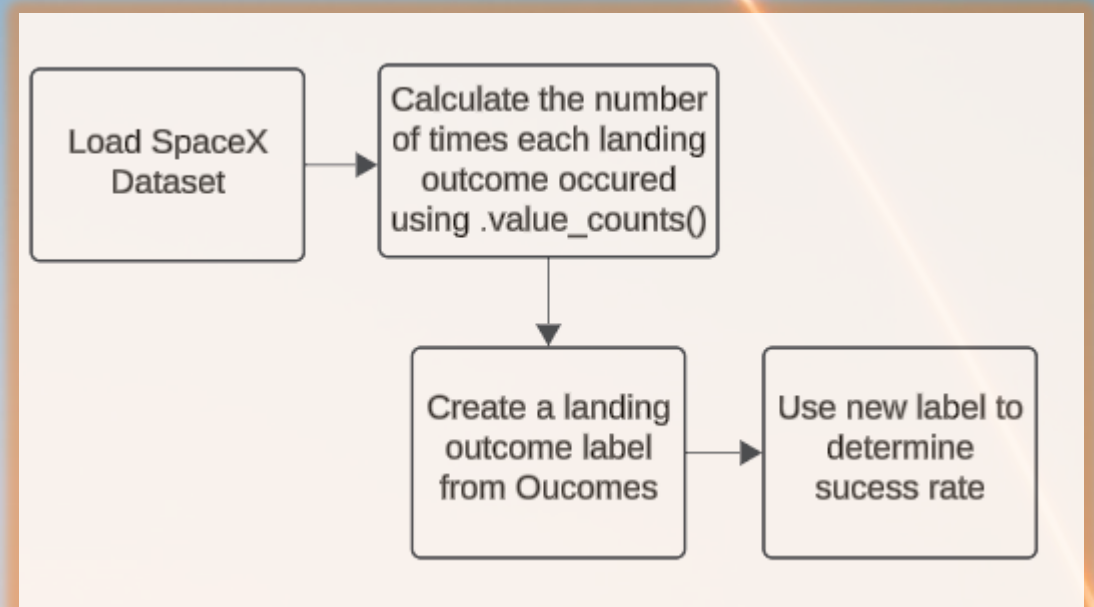 Load SpaceX
Dataset
Calculate the number
of times each landing
outcome occured
using .value_counts()
Create a landing
outcome label
from Oucomes
Use new label to
determine
sucess rate